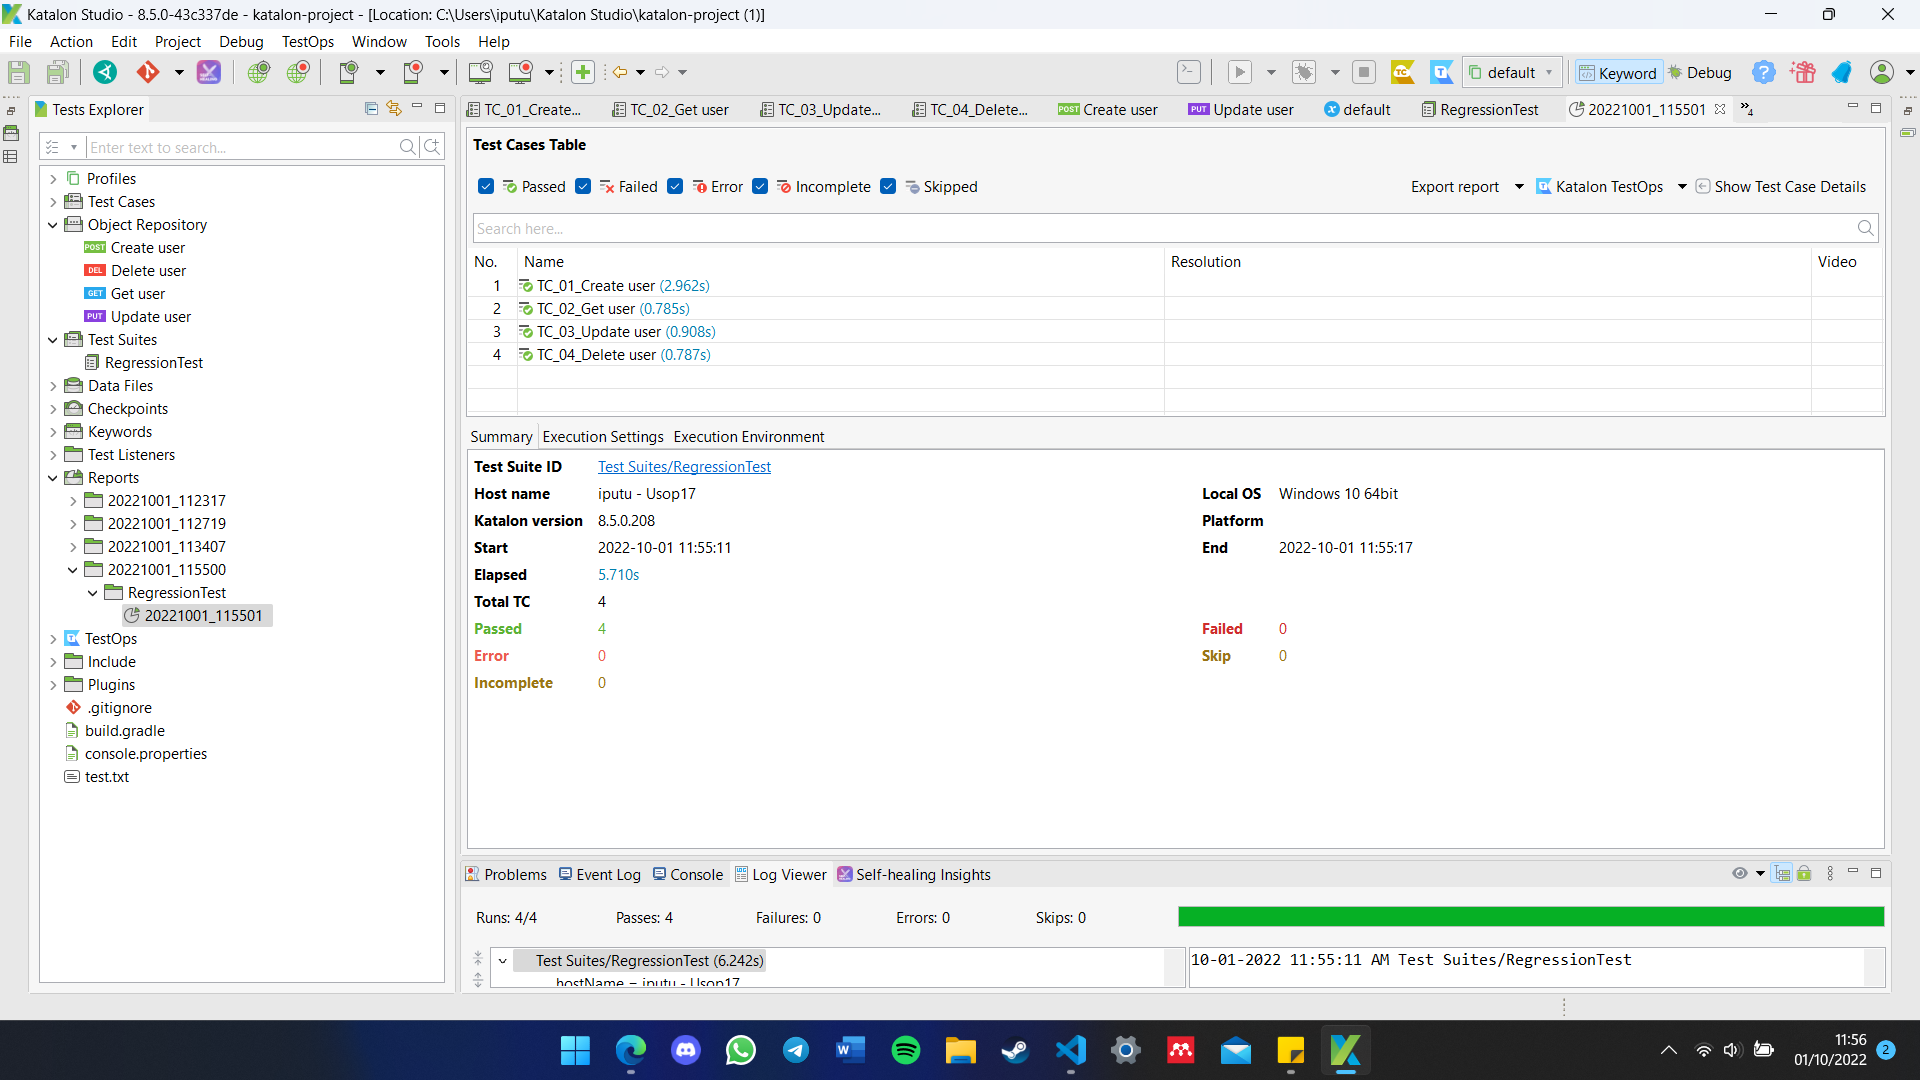 Katalon Studio - 8.5.0-43c337de - katalon-project - [Location: C:\Users\iputu\Katalon Studio\katalon-project (1)]
File Action Edit Project Debug TestOps Window Tools Help
default Keyword Debug
Tests Explorer
Enter text to search...
Profiles
Test Cases
Object Repository
POST Create user
DEL Delete user
GET Get user
PUT Update user
Test Suites
RegressionTest
Data Files
Checkpoints
Keywords
Test Listeners
Reports
20221001_112317
20221001_112719
20221001_113407
20221001_115500
RegressionTest
20221001_115501
TestOps
Include
Plugins
.gitignore
build.gradle
console.properties
test.txt
TC_01_Create... TC_02_Get user TC_03_Update... TC_04_Delete... POST Create user PUT Update user default RegressionTest 20221001_115501 4
Test Cases Table
Passed Failed Error Incomplete Skipped Export report Katalon TestOps Show Test Case Details
Search here...
No. Name Resolution Video
1 TC_01_Create user (2.962s)
2 TC_02_Get user (0.785s)
3 TC_03_Update user (0.908s)
4 TC_04_Delete user (0.787s)
Summary Execution Settings Execution Environment
Test Suite ID Test Suites/RegressionTest
Host name iputu - Usop17 Local OS Windows 10 64bit
Katalon version 8.5.0.208 Platform
Start 2022-10-01 11:55:11 End 2022-10-01 11:55:17
Elapsed 5.710s
Total TC 4
Passed 4 Failed 0
Error 0 Skip 0
Incomplete 0
Problems Event Log Console Log Viewer Self-healing Insights
Runs: 4/4 Passes: 4 Failures: 0 Errors: 0 Skips: 0
Test Suites/RegressionTest (6.242s)
hostName = iputu - Usop17
10-01-2022 11:55:11 AM Test Suites/RegressionTest
11:56
01/10/2022
2